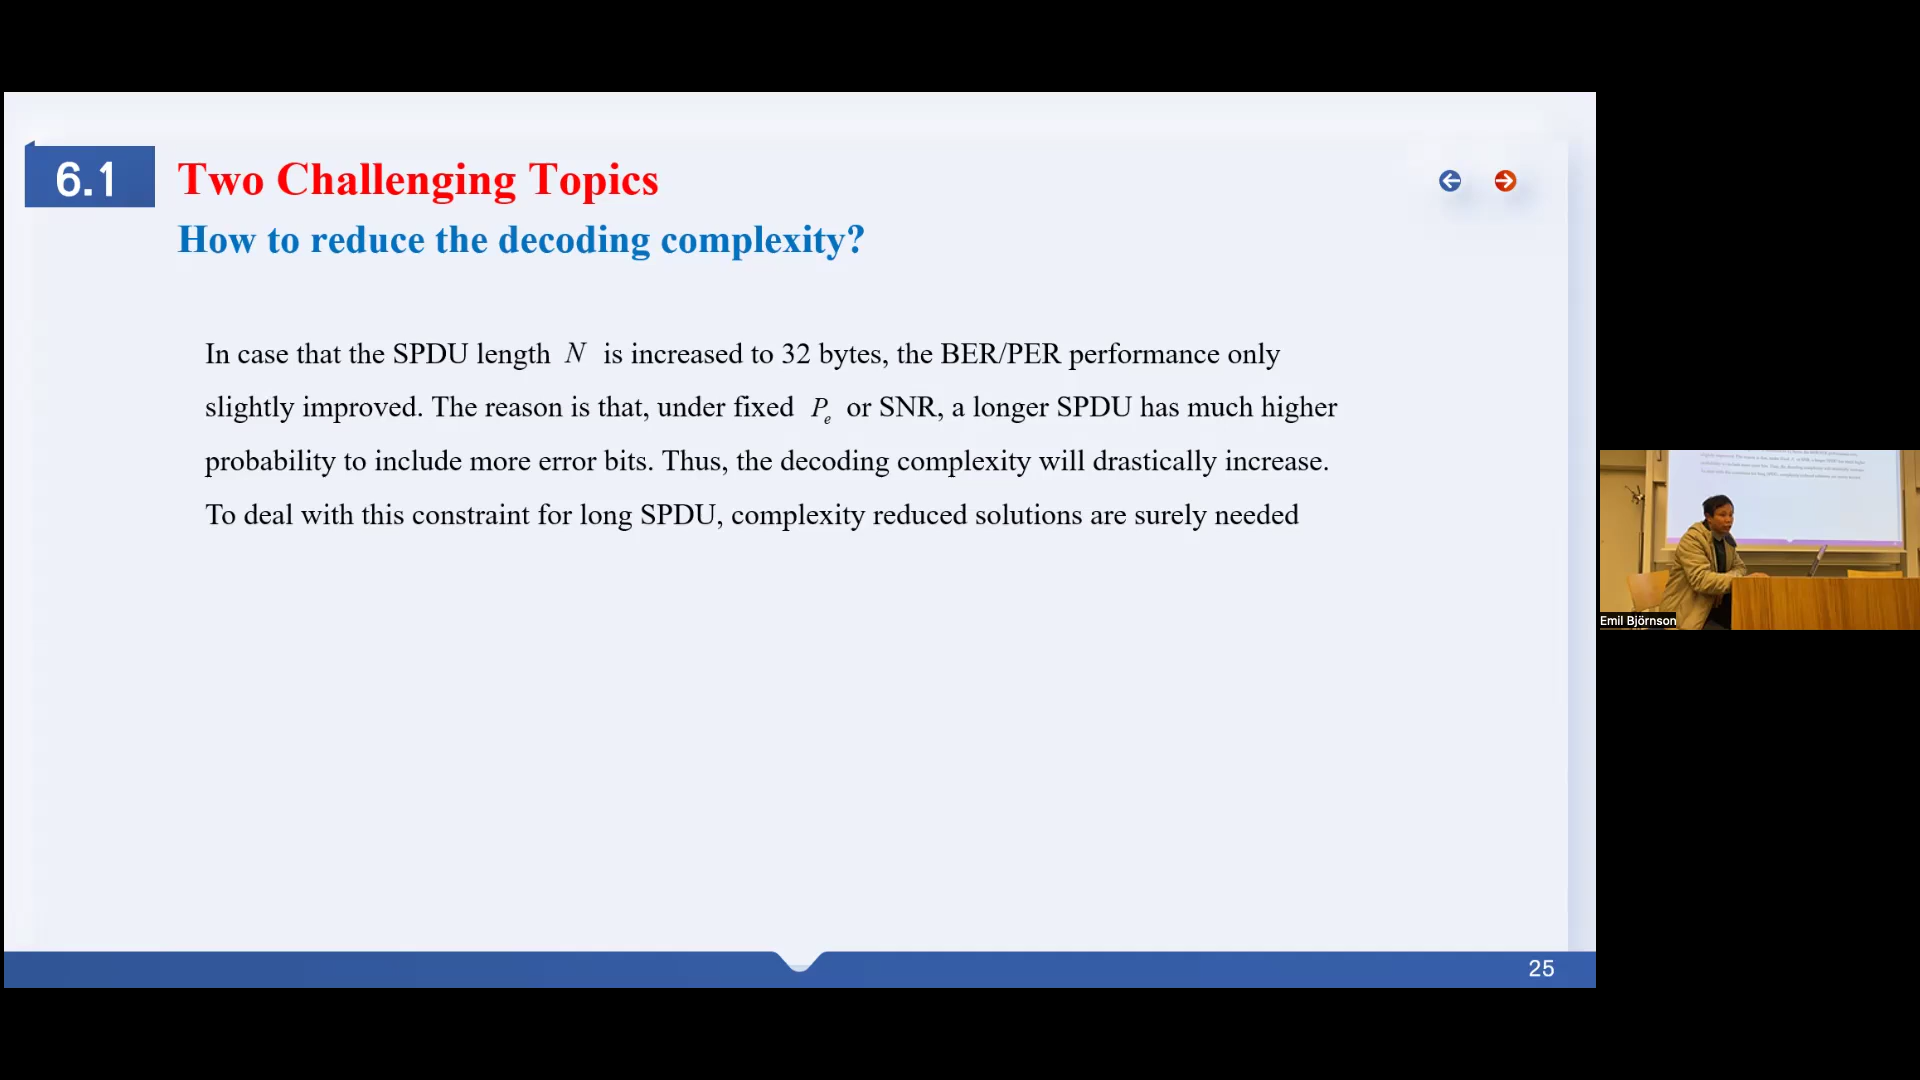 6.1
Two Challenging Topics
How to reduce the decoding complexity?
In case that the SPDU length N is increased to 32 bytes, the BER/PER performance only
slightly improved. The reason is that, under fixed Pe or SNR, a longer SPDU has much higher
probability to include more error bits. Thus, the decoding complexity will drastically increase.
To deal with this constraint for long SPDU, complexity reduced solutions are surely needed
Emil Björnson
25